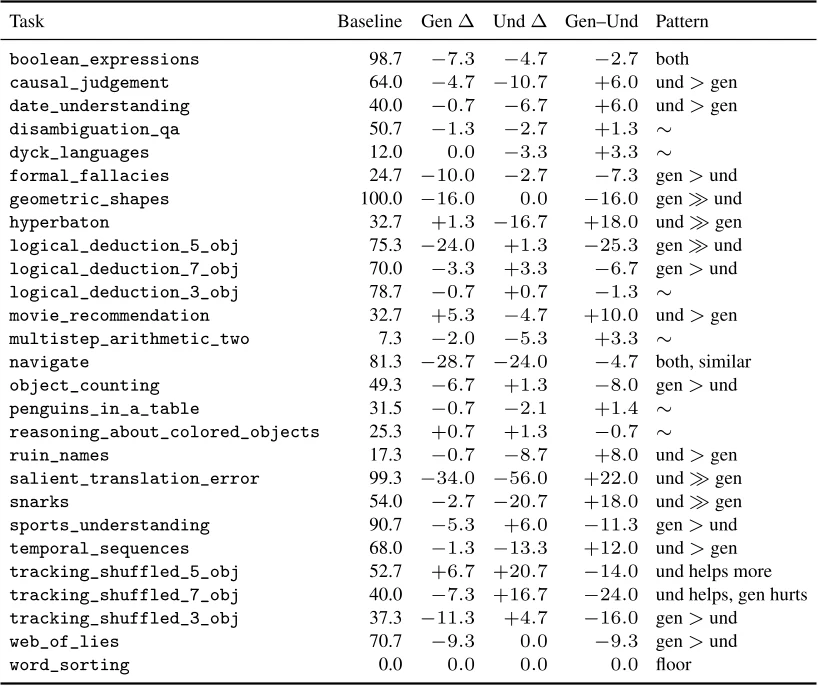 Task Baseline Gen Δ Und Δ Gen–Und Pattern
boolean_expressions 98.7 −7.3 −4.7 −2.7 both
causal_judgement 64.0 −4.7 −10.7 +6.0 und > gen
date_understanding 40.0 −0.7 −6.7 +6.0 und > gen
disambiguation_qa 50.7 −1.3 −2.7 +1.3 ∼
dyck_languages 12.0 0.0 −3.3 +3.3 ∼
formal_fallacies 24.7 −10.0 −2.7 −7.3 gen > und
geometric_shapes 100.0 −16.0 0.0 −16.0 gen ≫ und
hyperbaton 32.7 +1.3 −16.7 +18.0 und ≫ gen
logical_deduction_5_obj 75.3 −24.0 +1.3 −25.3 gen ≫ und
logical_deduction_7_obj 70.0 −3.3 +3.3 −6.7 gen > und
logical_deduction_3_obj 78.7 −0.7 +0.7 −1.3 ∼
movie_recommendation 32.7 +5.3 −4.7 +10.0 und > gen
multistep_arithmetic_two 7.3 −2.0 −5.3 +3.3 ∼
navigate 81.3 −28.7 −24.0 −4.7 both, similar
object_counting 49.3 −6.7 +1.3 −8.0 gen > und
penguins_in_a_table 31.5 −0.7 −2.1 +1.4 ∼
reasoning_about_colored_objects 25.3 +0.7 +1.3 −0.7 ∼
ruin_names 17.3 −0.7 −8.7 +8.0 und > gen
salient_translation_error 99.3 −34.0 −56.0 +22.0 und ≫ gen
snarks 54.0 −2.7 −20.7 +18.0 und ≫ gen
sports_understanding 90.7 −5.3 +6.0 −11.3 gen > und
temporal_sequences 68.0 −1.3 −13.3 +12.0 und > gen
tracking_shuffled_5_obj 52.7 +6.7 +20.7 −14.0 und helps more
tracking_shuffled_7_obj 40.0 −7.3 +16.7 −24.0 und helps, gen hurts
tracking_shuffled_3_obj 37.3 −11.3 +4.7 −16.0 gen > und
web_of_lies 70.7 −9.3 0.0 −9.3 gen > und
word_sorting 0.0 0.0 0.0 0.0 floor